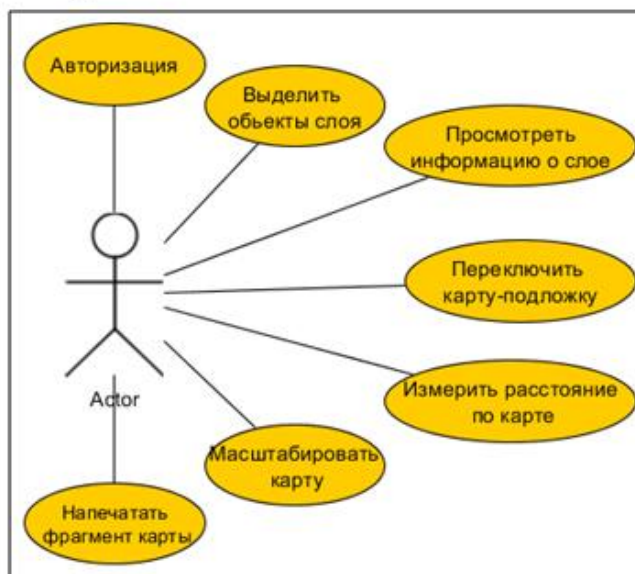 Авторизация
Выделить
обьекты слоя
Просмотреть
информацию о слое
Переключить
карту-подложку
Измерить расстояние
по карте
Actor
Масштабировать
карту
Напечатать
фрагмент карты